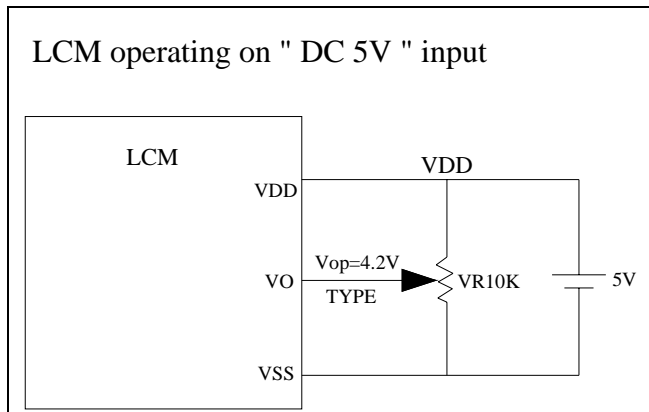 LCM operating on " DC 5V " input
LCM
VDD
VDD
Vop=4.2V
VO
TYPE
VR10K
5V
VSS